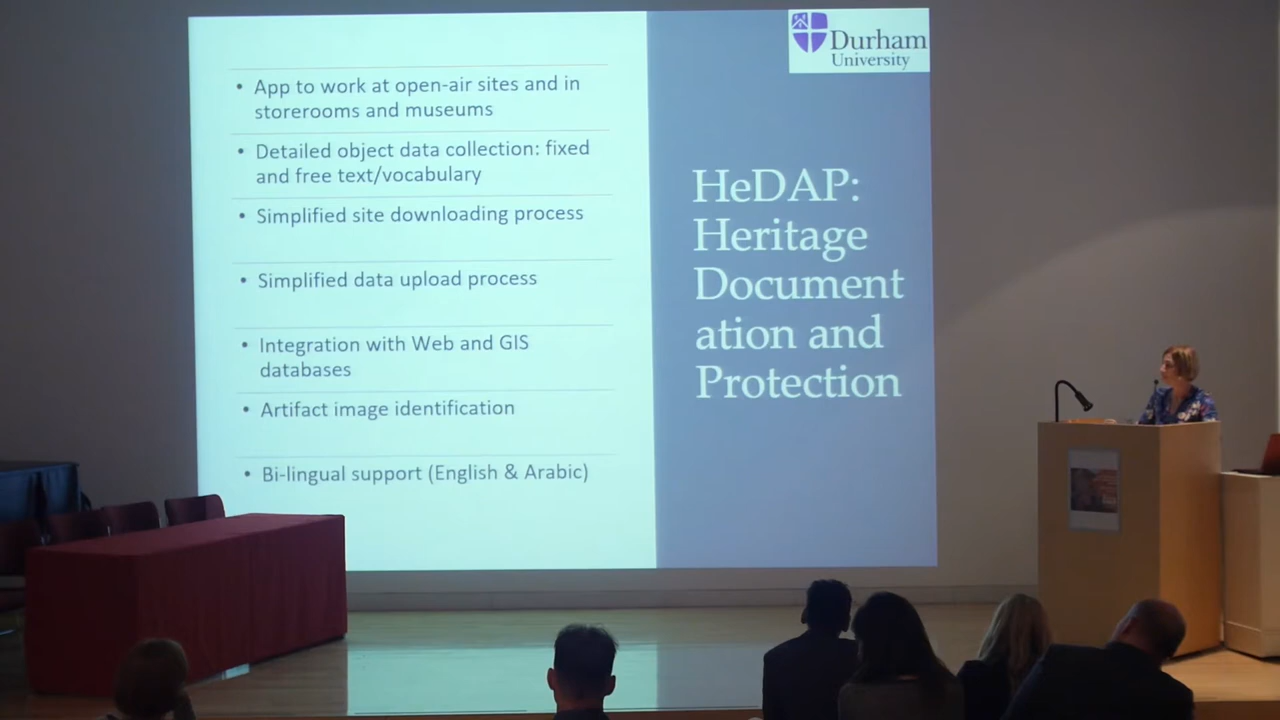 • App to work at open-air sites and in
storerooms and museums
• Detailed object data collection: fixed
and free text/vocabulary
• Simplified site downloading process
• Simplified data upload process
• Integration with Web and GIS
databases
• Artifact image identification
• Bi-lingual support (English & Arabic)
Durham
University
HeDAP:
Heritage
Document
ation and
Protection